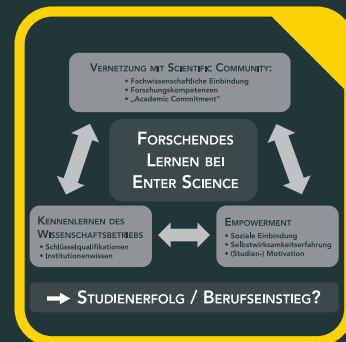 Vernetzung mit Scientific Community:
• Fachwissenschaftliche Einbindung
• Forschungskompetenzen
• „Academic Commitment"
Forschendes
Lernen bei
Enter Science
Kennenlernen des
Wissenschaftsbetriebs
• Schlüsselqualifikationen
• Institutionenwissen
Empowerment
• Soziale Einbindung
• Selbstwirksamkeitserfahrung
• (Studien-) Motivation
→ Studienerfolg / Berufseinstieg?